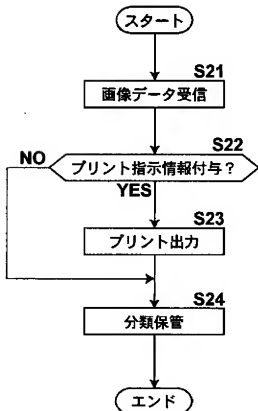 スタート
S21
画像データ受信
S22
プリント指示情報付与？
NO
YES
S23
プリント出力
S24
分類保管
エンド